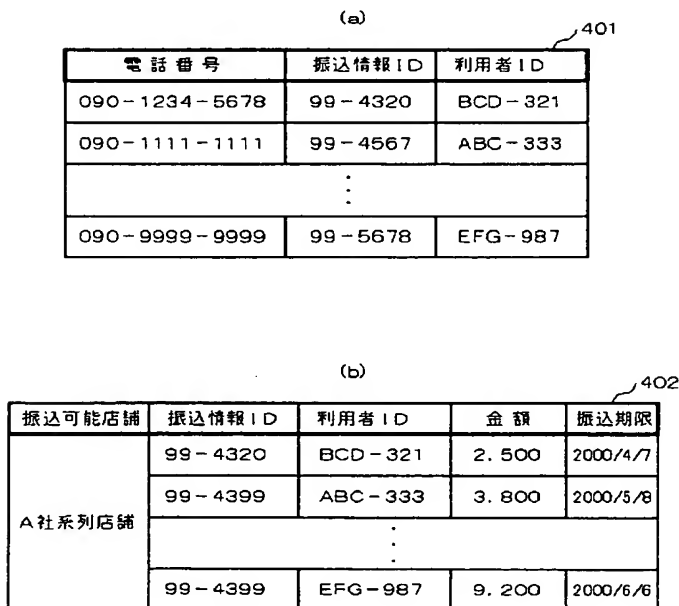 (a)
401
電話番号 振込情報ID 利用者ID
090-1234-5678 99-4320 BCD-321
090-1111-1111 99-4567 ABC-333
⋮
090-9999-9999 99-5678 EFG-987
(b)
402
振込可能店舗 振込情報ID 利用者ID 金額 振込期限
99-4320 BCD-321 2.500 2000/4/7
99-4399 ABC-333 3.800 2000/5/8
A社系列店舗
⋮
99-4399 EFG-987 9.200 2000/6/6